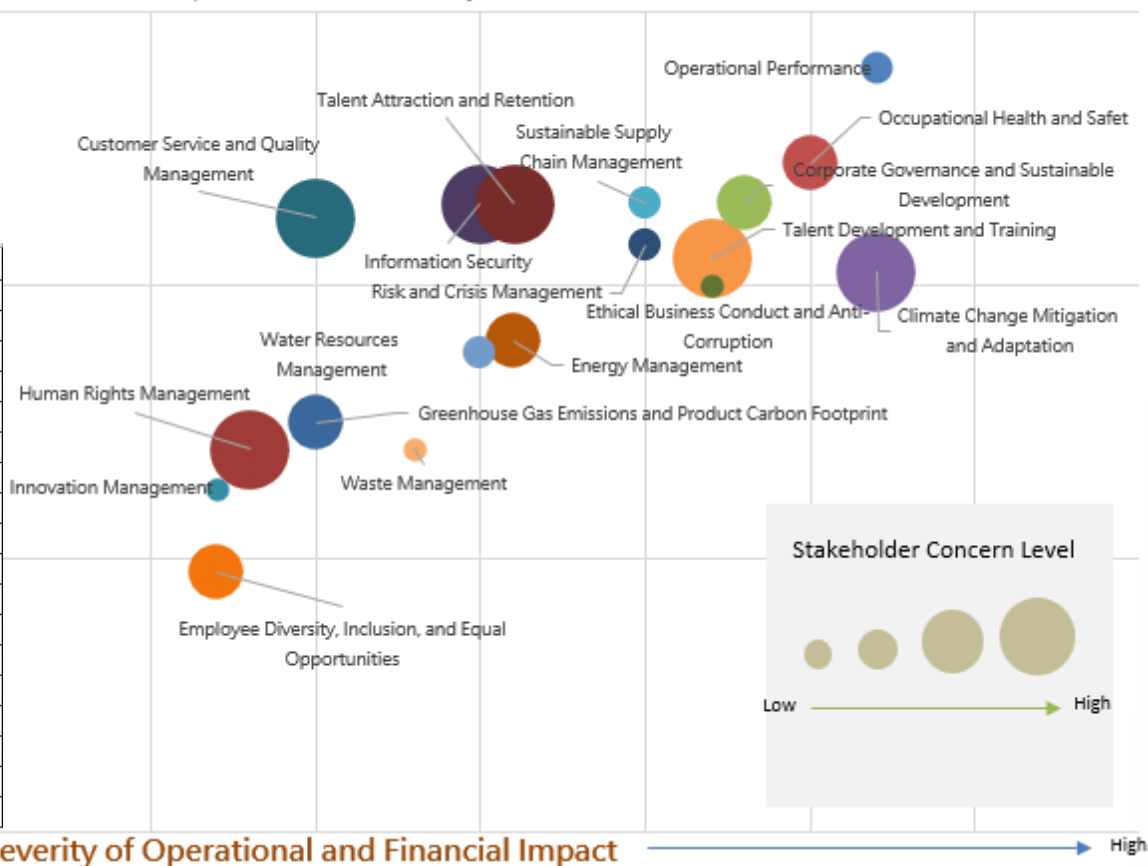 Operational Performance
Talent Attraction and Retention
Occupational Health and Safet
Sustainable Supply
Chain Management
Customer Service and Quality
Management
Corporate Governance and Sustainable
Development
Talent Development and Training
Information Security
Risk and Crisis Management
Ethical Business Conduct and Anti-
Corruption
Climate Change Mitigation
and Adaptation
Water Resources
Management
Energy Management
Human Rights Management
Greenhouse Gas Emissions and Product Carbon Footprint
Waste Management
Innovation Management
Stakeholder Concern Level
Employee Diversity, Inclusion, and Equal
Opportunities
Low
High
everity of Operational and Financial Impact
High